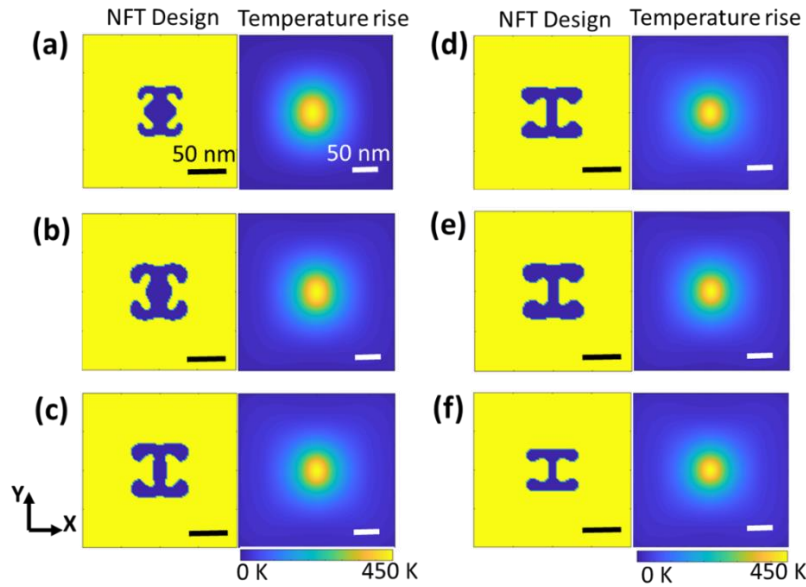 NFT Design Temperature rise NFT Design Temperature rise
(a) (d)
50 nm 50 nm
(b) (e)
(c) (f)
Y
X
0 K 450 K 0 K 450 K